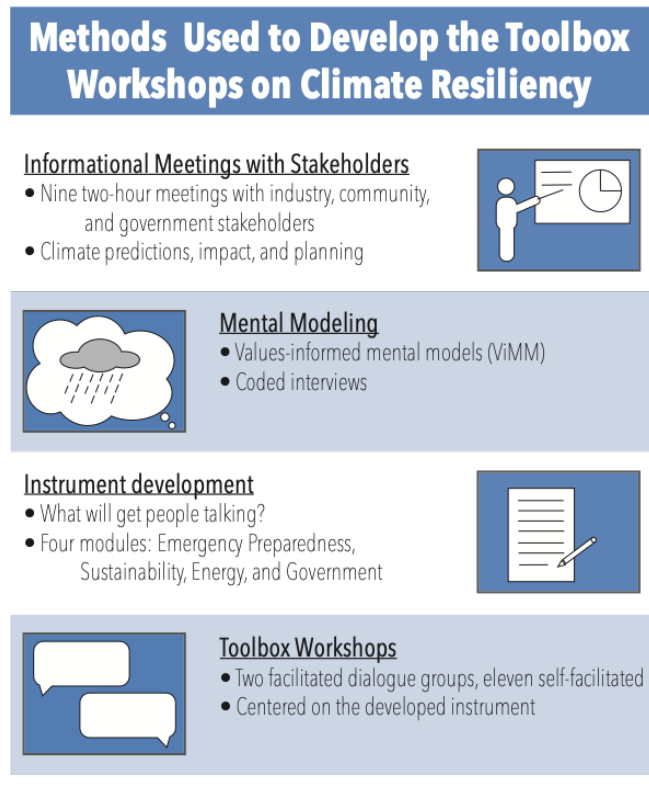 Methods Used to Develop the Toolbox
Workshops on Climate Resiliency
Informational Meetings with Stakeholders
• Nine two-hour meetings with industry, community,
and government stakeholders
• Climate predictions, impact, and planning
Mental Modeling
• Values-informed mental models (ViMM)
• Coded interviews
Instrument development
• What will get people talking?
• Four modules: Emergency Preparedness,
Sustainability, Energy, and Government
Toolbox Workshops
• Two facilitated dialogue groups, eleven self-facilitated
• Centered on the developed instrument